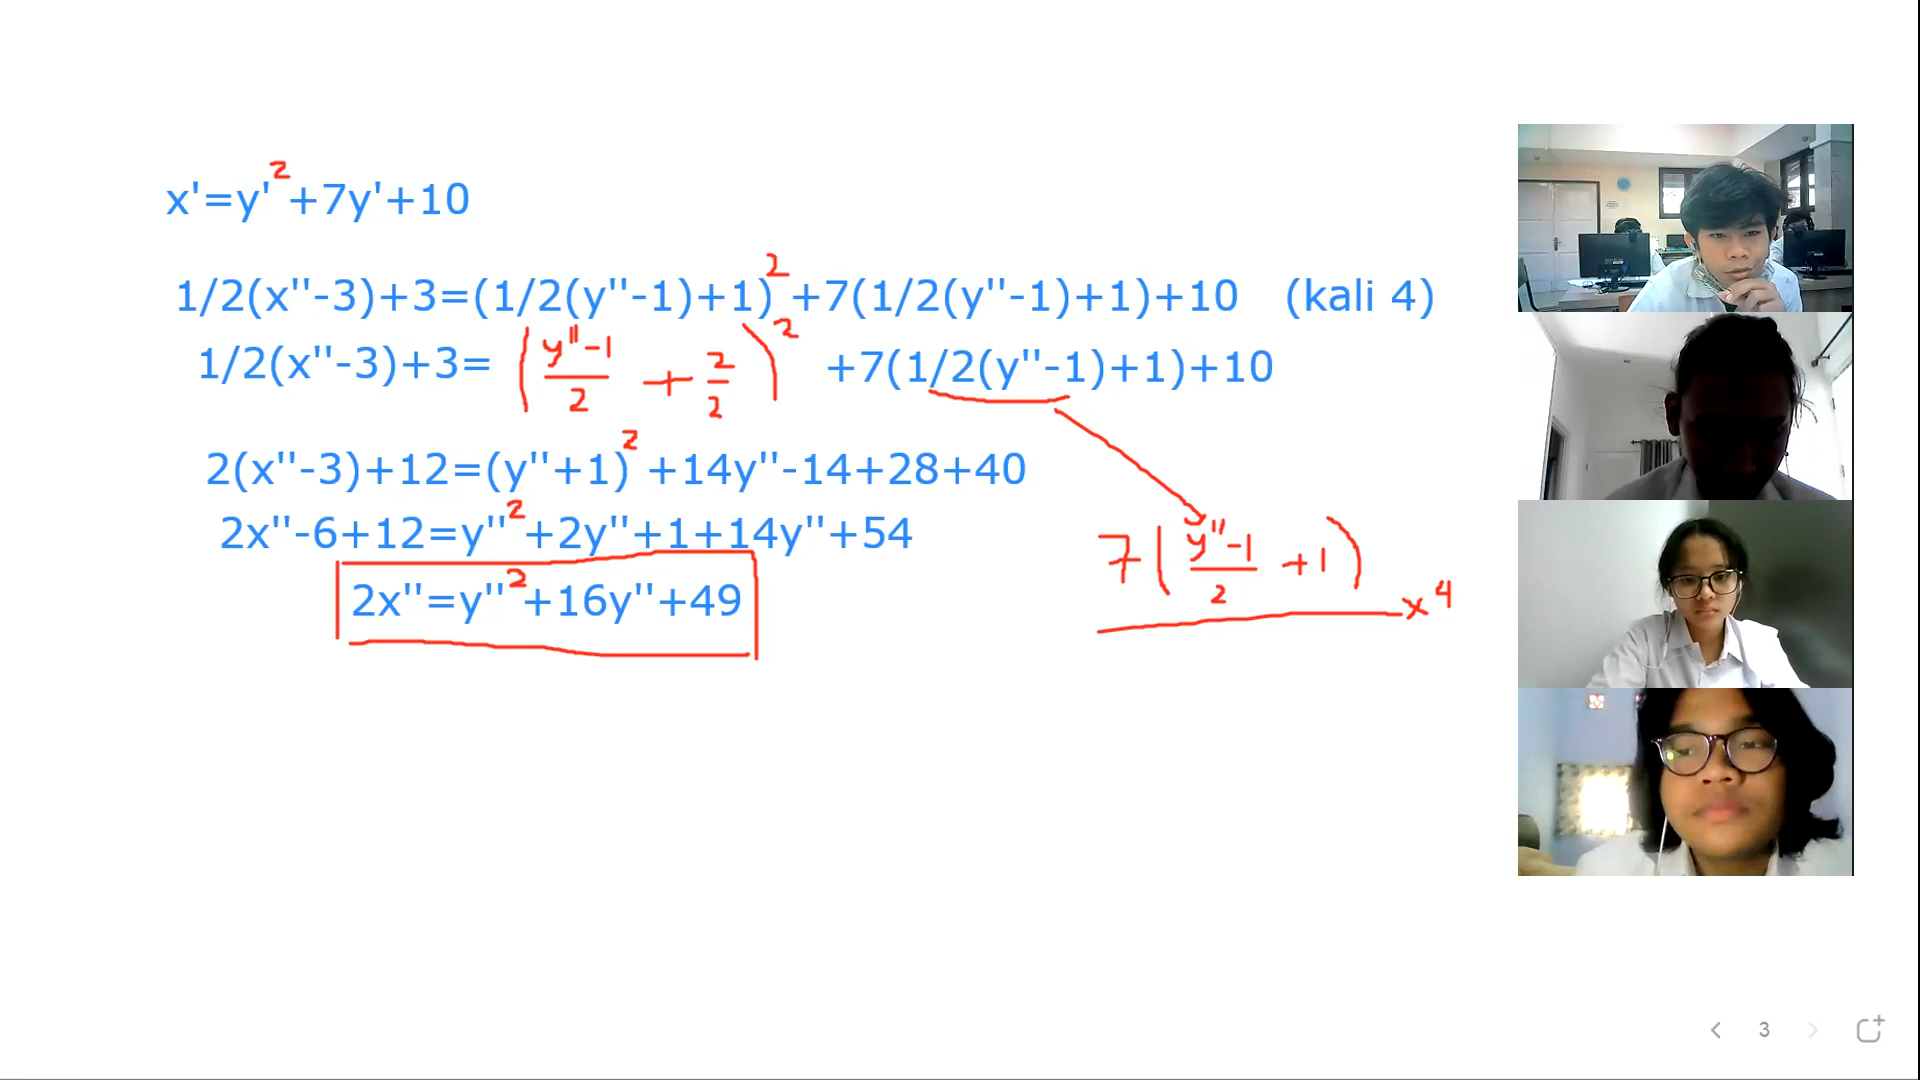 x'=y'²+7y'+10
1/2(x''-3)+3=(1/2(y''-1)+1)²+7(1/2(y''-1)+1)+10 (kali 4)
1/2(x''-3)+3= ( y''-1/2 + 2/2 )² +7(1/2(y''-1)+1)+10
2(x''-3)+12=(y''+1)²+14y''-14+28+40
2x''-6+12=y''²+2y''+1+14y''+54
7( y''-1/2 +1) x4
2x''=y''²+16y''+49
3